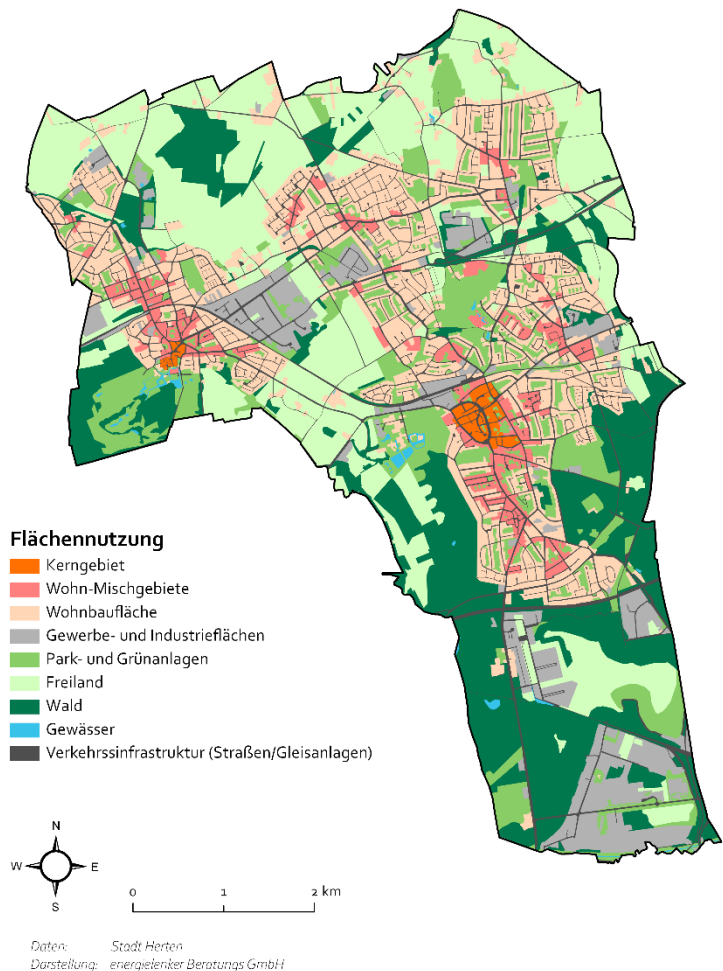 Flächennutzung
Kerngebiet
Wohn-Mischgebiete
Wohnbaufläche
Gewerbe- und Industrieflächen
Park- und Grünanlagen
Freiland
Wald
Gewässer
Verkehrssinfrastruktur (Straßen/Gleisanlagen)
N
W E
S
0 1 2 km
Daten: Stadt Herten
Darstellung: energielenker Beratungs GmbH